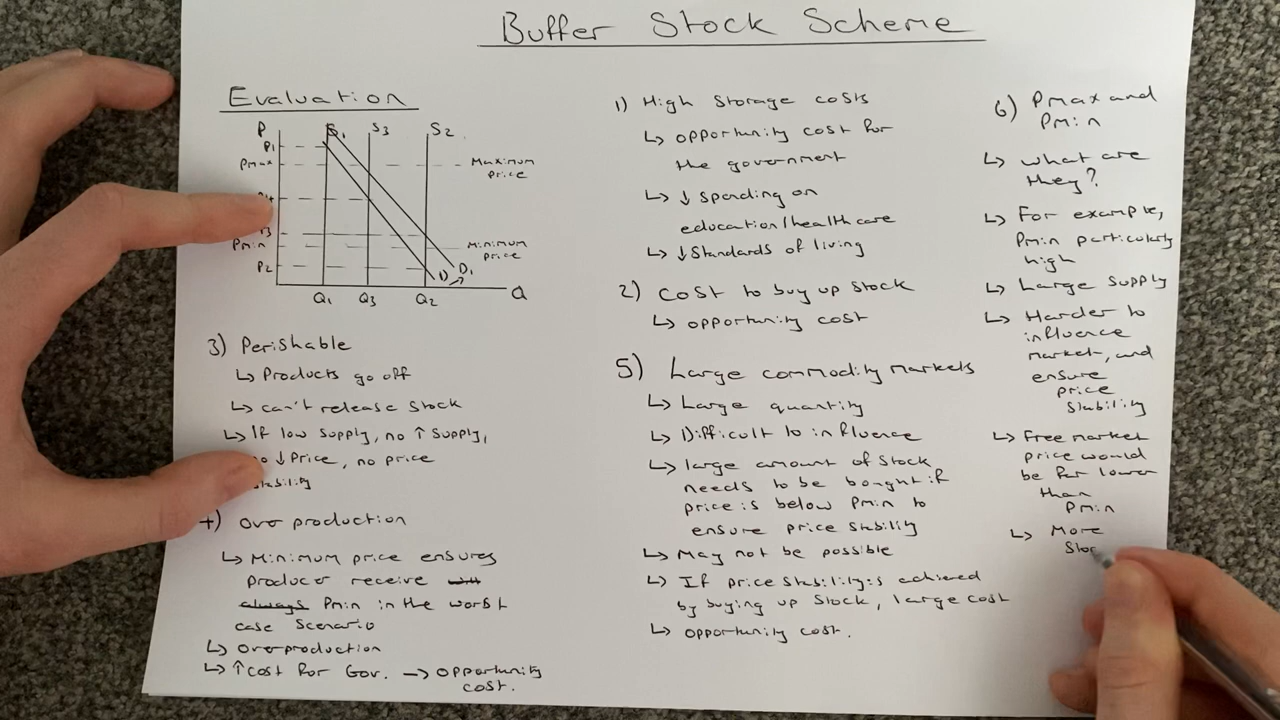 Buffer Stock Scheme
Evaluation
P
S1
S3
S2
P1
Pmax
Maximum
price
Pmin
Minimum
price
P2
D
D1
Q1
Q3
Q2
Q
3) Perishable
↳ Products go off
↳ can't release stock
↳ If low supply, no ↑ supply,
no ↓ Price, no price
stability
4) Over production
↳ Minimum price ensures
producer receive
always Pmin in the worst
case scenario
↳ overproduction
↳ ↑ cost for Gov. → opportunity
cost.
1) High storage costs
↳ opportunity cost for
the government
↳ ↓ spending on
education/healthcare
↳ ↓ Standards of living
2) Cost to buy up stock
↳ opportunity cost
5) Large commodity markets
↳ Large quantity
↳ Difficult to influence
↳ large amount of stock
needs to be bought if
price is below Pmin to
ensure price stability
↳ May not be possible
↳ If price stability is achieved
by buying up stock, large cost
↳ opportunity cost.
6) Pmax and
Pmin
↳ what are
they?
↳ For example,
Pmin particularly
high
↳ Large supply
↳ Harder to
influence
market, and
ensure
price
stability
↳ Free market
price would
be far lower
than
Pmin
↳ More
Stoc